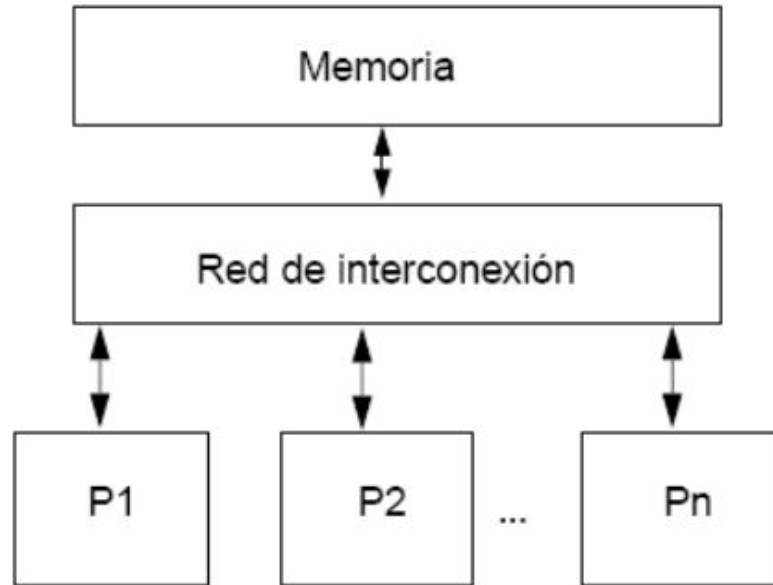 Memoria
Red de interconexión
P1 P2 ... Pn